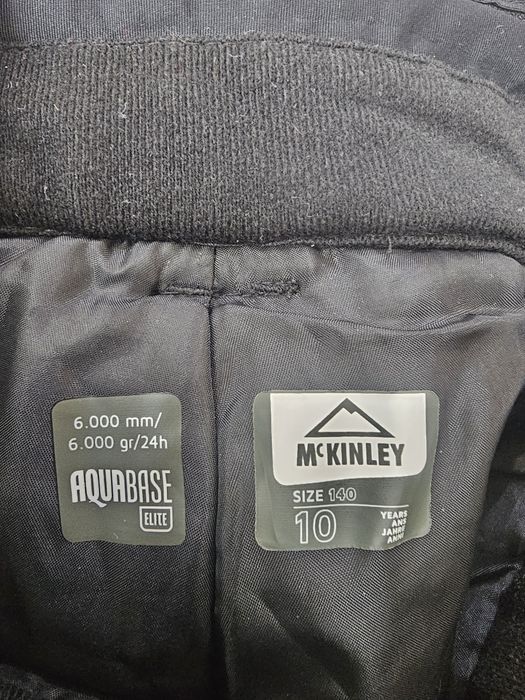 6.000 mm/
6.000 gr/24h
AQUABASE
ELITE
McKINLEY
SIZE 140
10
YEARS
ANS
JAHRE
ANNI